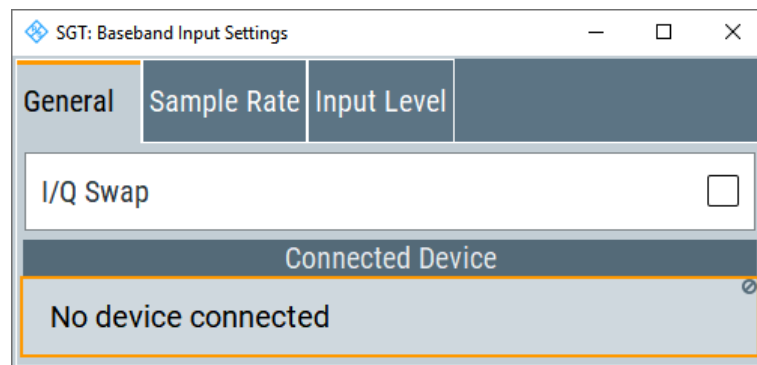 SGT: Baseband Input Settings
General Sample Rate Input Level
I/Q Swap
Connected Device
No device connected